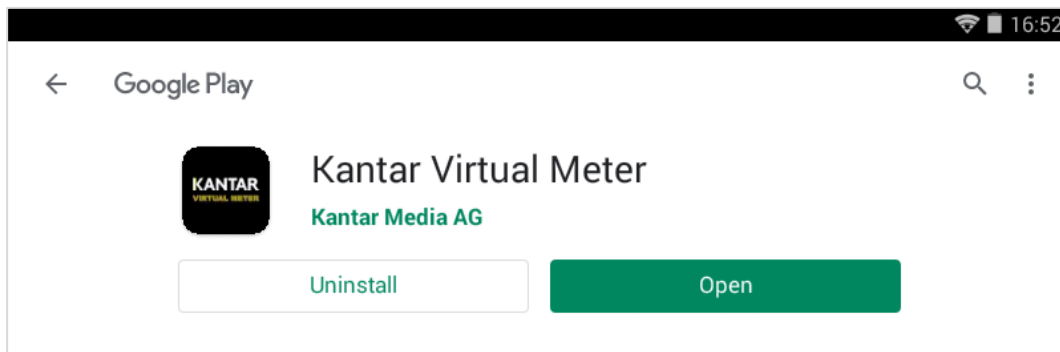 16:52
Google Play
KANTAR
VIRTUAL METER
Kantar Virtual Meter
Kantar Media AG
Uninstall
Open